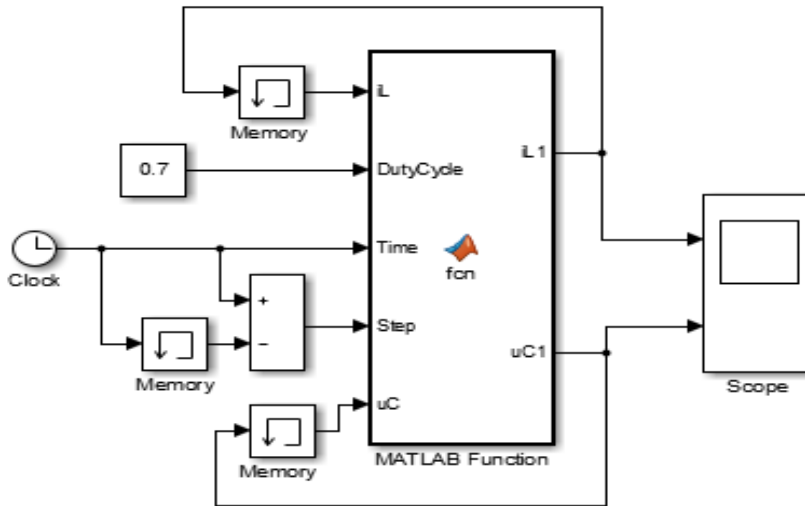 Memory
iL
0.7
DutyCycle
iL1
Clock
Time
fcn
+
−
Step
Memory
uC
uC1
Memory
MATLAB Function
Scope